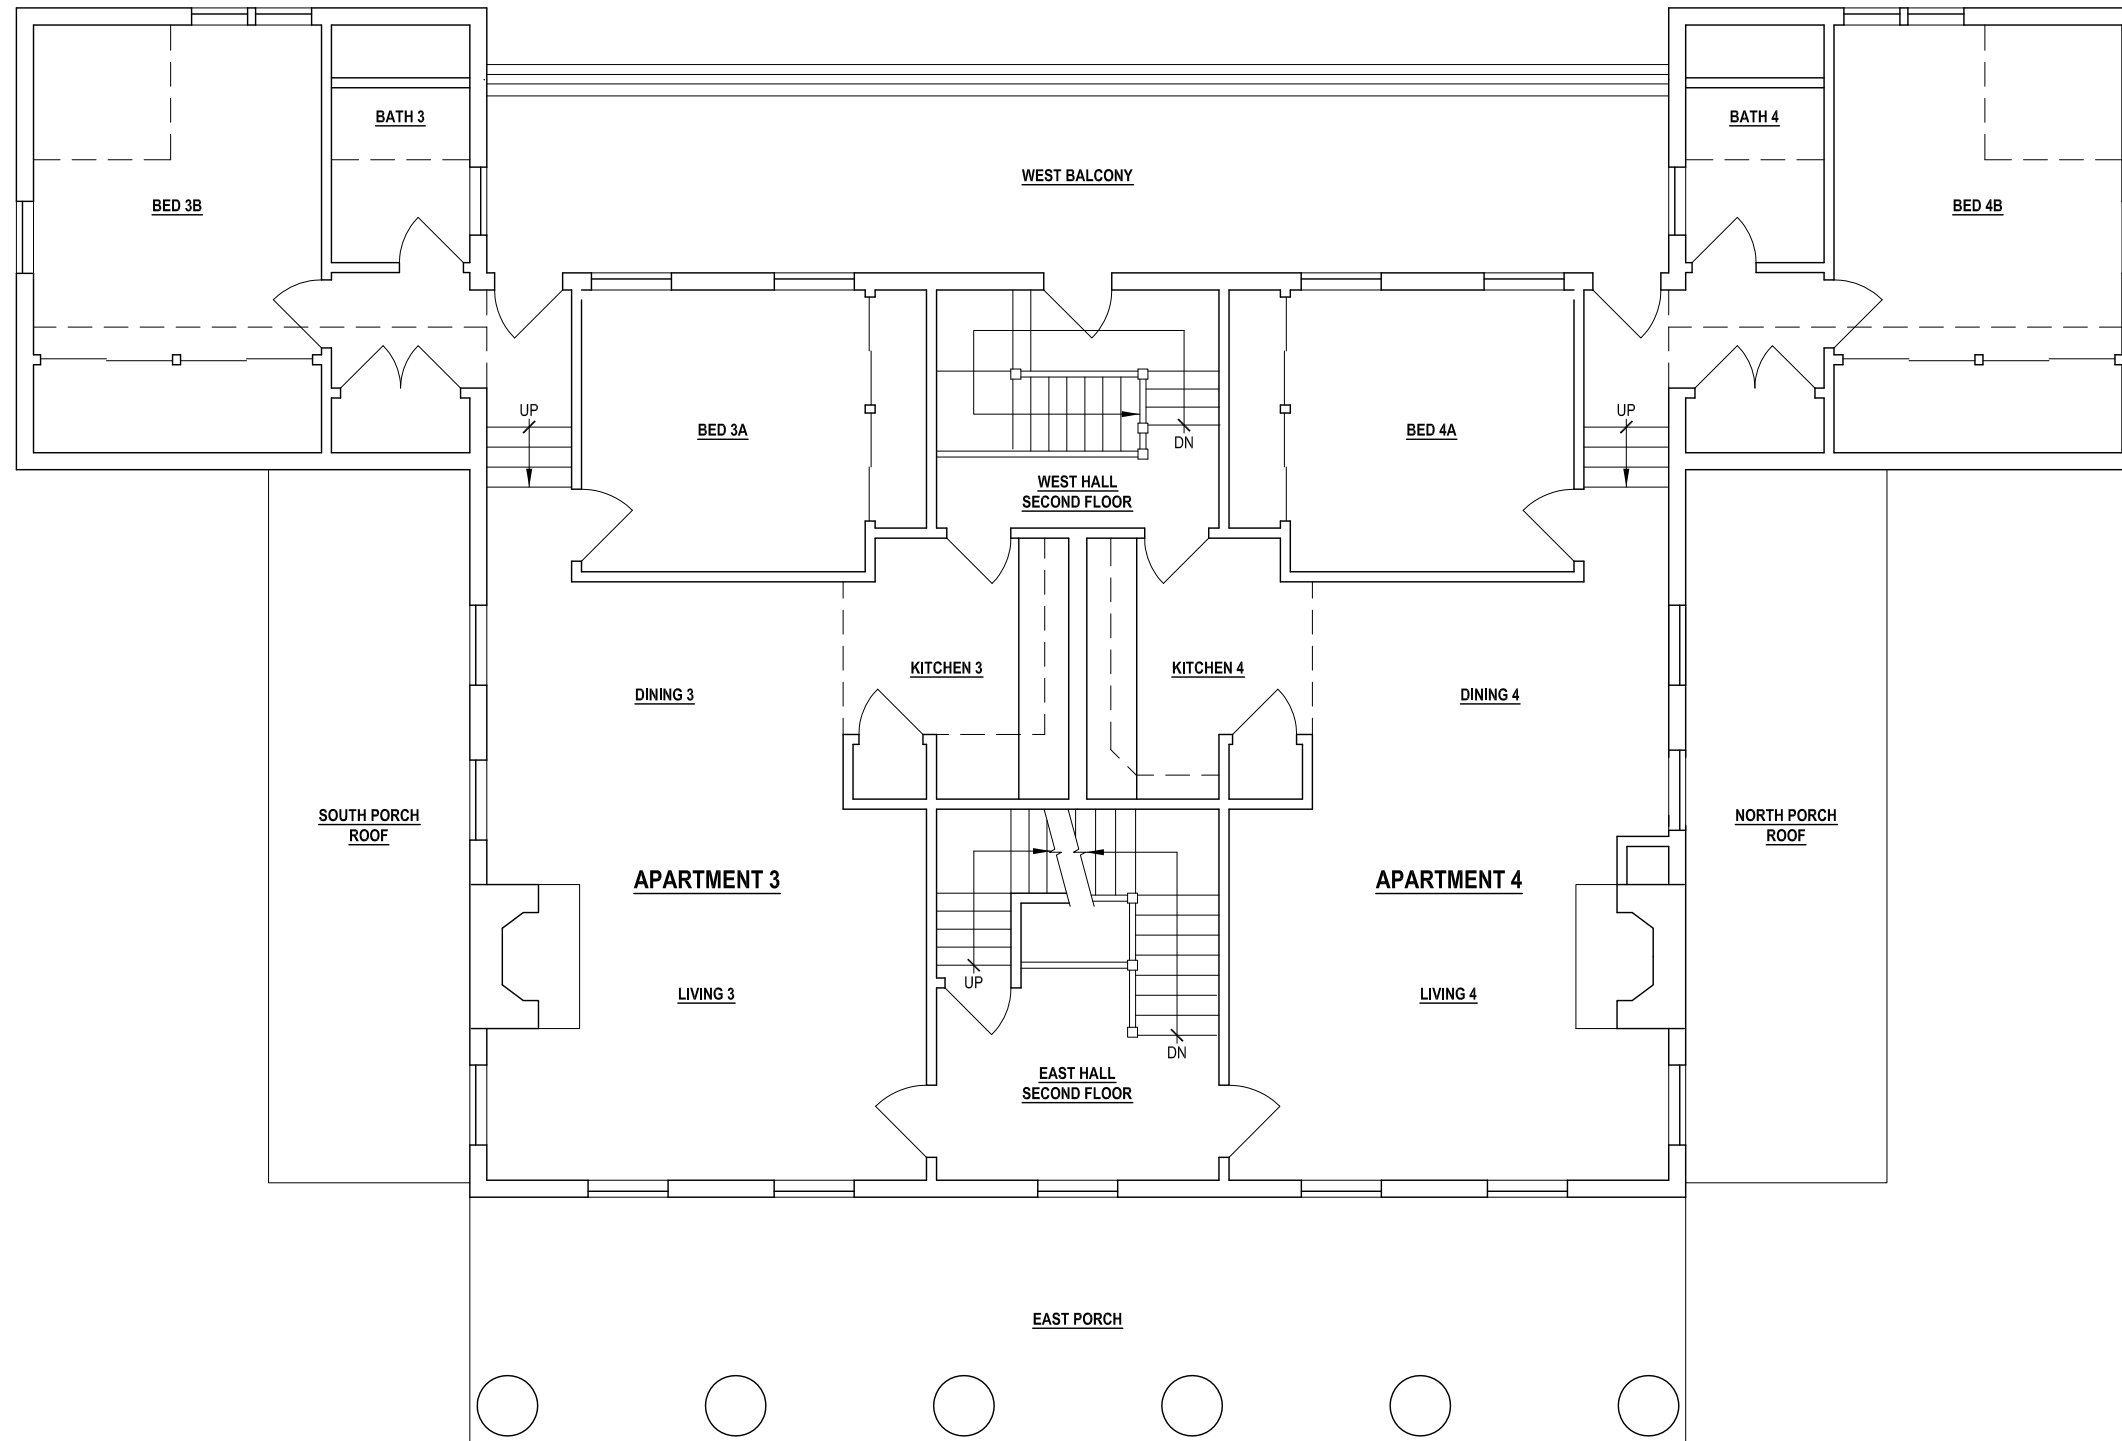 BATH 3
BATH 4
WEST BALCONY
BED 3B
BED 4B
UP
UP
BED 3A
BED 4A
DN
WEST HALL
SECOND FLOOR
KITCHEN 3
KITCHEN 4
DINING 3
DINING 4
SOUTH PORCH
ROOF
NORTH PORCH
ROOF
APARTMENT 3
APARTMENT 4
UP
LIVING 3
LIVING 4
DN
EAST HALL
SECOND FLOOR
EAST PORCH